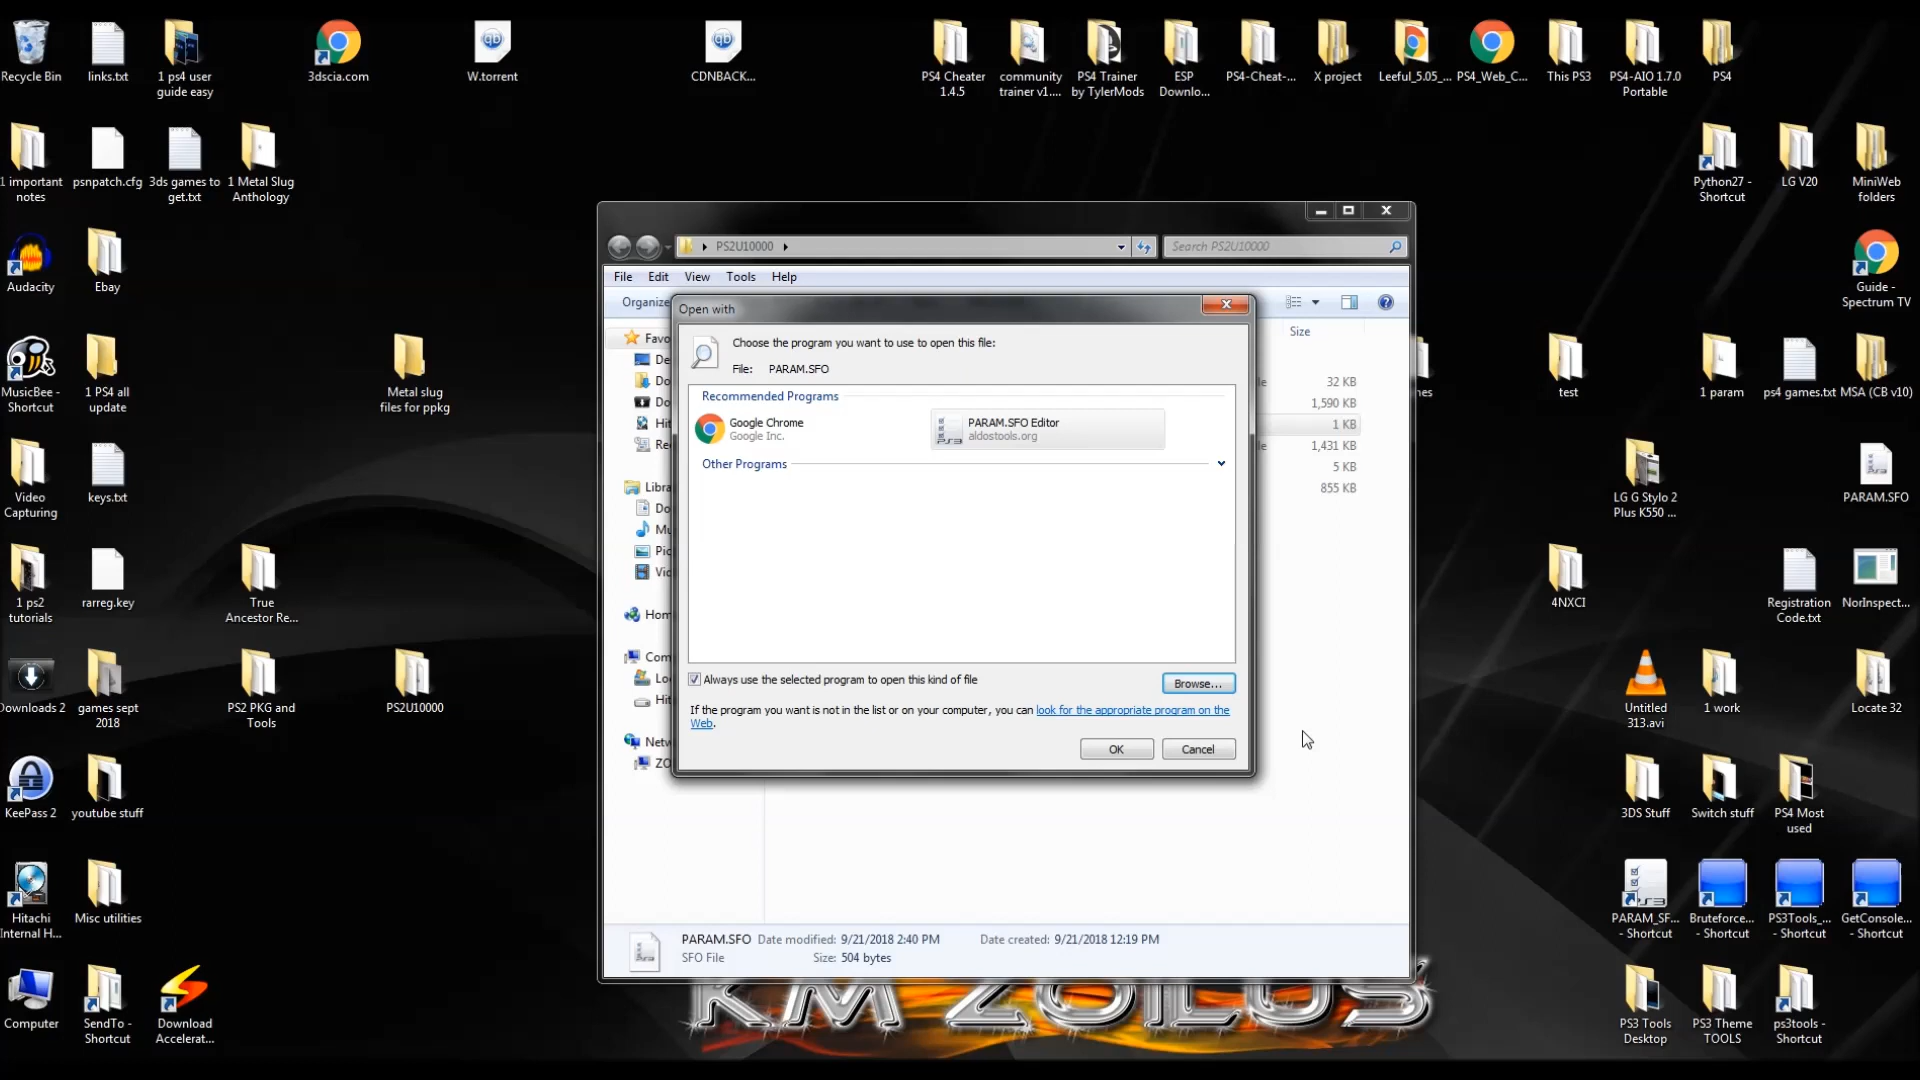 Recycle Bin
links.txt
1 ps4 user
guide easy
3dscia.com
W.torrent
CDNBACK...
PS4 Cheater
1.4.5
community
trainer v1....
PS4 Trainer
by TylerMods
ESP
Downlo...
PS4-Cheat-...
X project
Leeful_5.05_...
PS4_Web_C...
This PS3
PS4-AIO 1.7.0
Portable
PS4
1 important
notes
psnpatch.cfg
3ds games to
get.txt
1 Metal Slug
Anthology
Python27 -
Shortcut
LG V20
MiniWeb
folders
Audacity
Ebay
Guide -
Spectrum TV
MusicBee -
Shortcut
1 PS4 all
update
Metal slug
files for ppkg
test
1 param
ps4 games.txt
MSA (CB v10)
Video
Capturing
keys.txt
LG G Stylo 2
Plus K550 ...
PARAM.SFO
1 ps2
tutorials
rarreg.key
True
Ancestor Re...
4NXCI
Registration
Code.txt
NorInspect...
Downloads 2
games sept
2018
PS2 PKG and
Tools
PS2U10000
Untitled
313.avi
1 work
Locate 32
KeePass 2
youtube stuff
3DS Stuff
Switch stuff
PS4 Most
used
Hitachi
Internal H...
Misc utilities
PARAM_SF...
- Shortcut
Bruteforce...
- Shortcut
PS3Tools_...
- Shortcut
GetConsole...
- Shortcut
Computer
SendTo -
Shortcut
Download
Accelerat...
PS3 Tools
Desktop
PS3 Theme
TOOLS
ps3tools -
Shortcut
PS2U10000
Search PS2U10000
File Edit View Tools Help
Organize
Size
32 KB
1,590 KB
1 KB
1,431 KB
5 KB
855 KB
Open with
Choose the program you want to use to open this file:
File: PARAM.SFO
Recommended Programs
Google Chrome
Google Inc.
PARAM.SFO Editor
aldostools.org
Other Programs
Always use the selected program to open this kind of file
Browse...
If the program you want is not in the list or on your computer, you can look for the appropriate program on the
Web.
OK
Cancel
PARAM.SFO Date modified: 9/21/2018 2:40 PM Date created: 9/21/2018 12:19 PM
SFO File Size: 504 bytes
KM ZOILUS